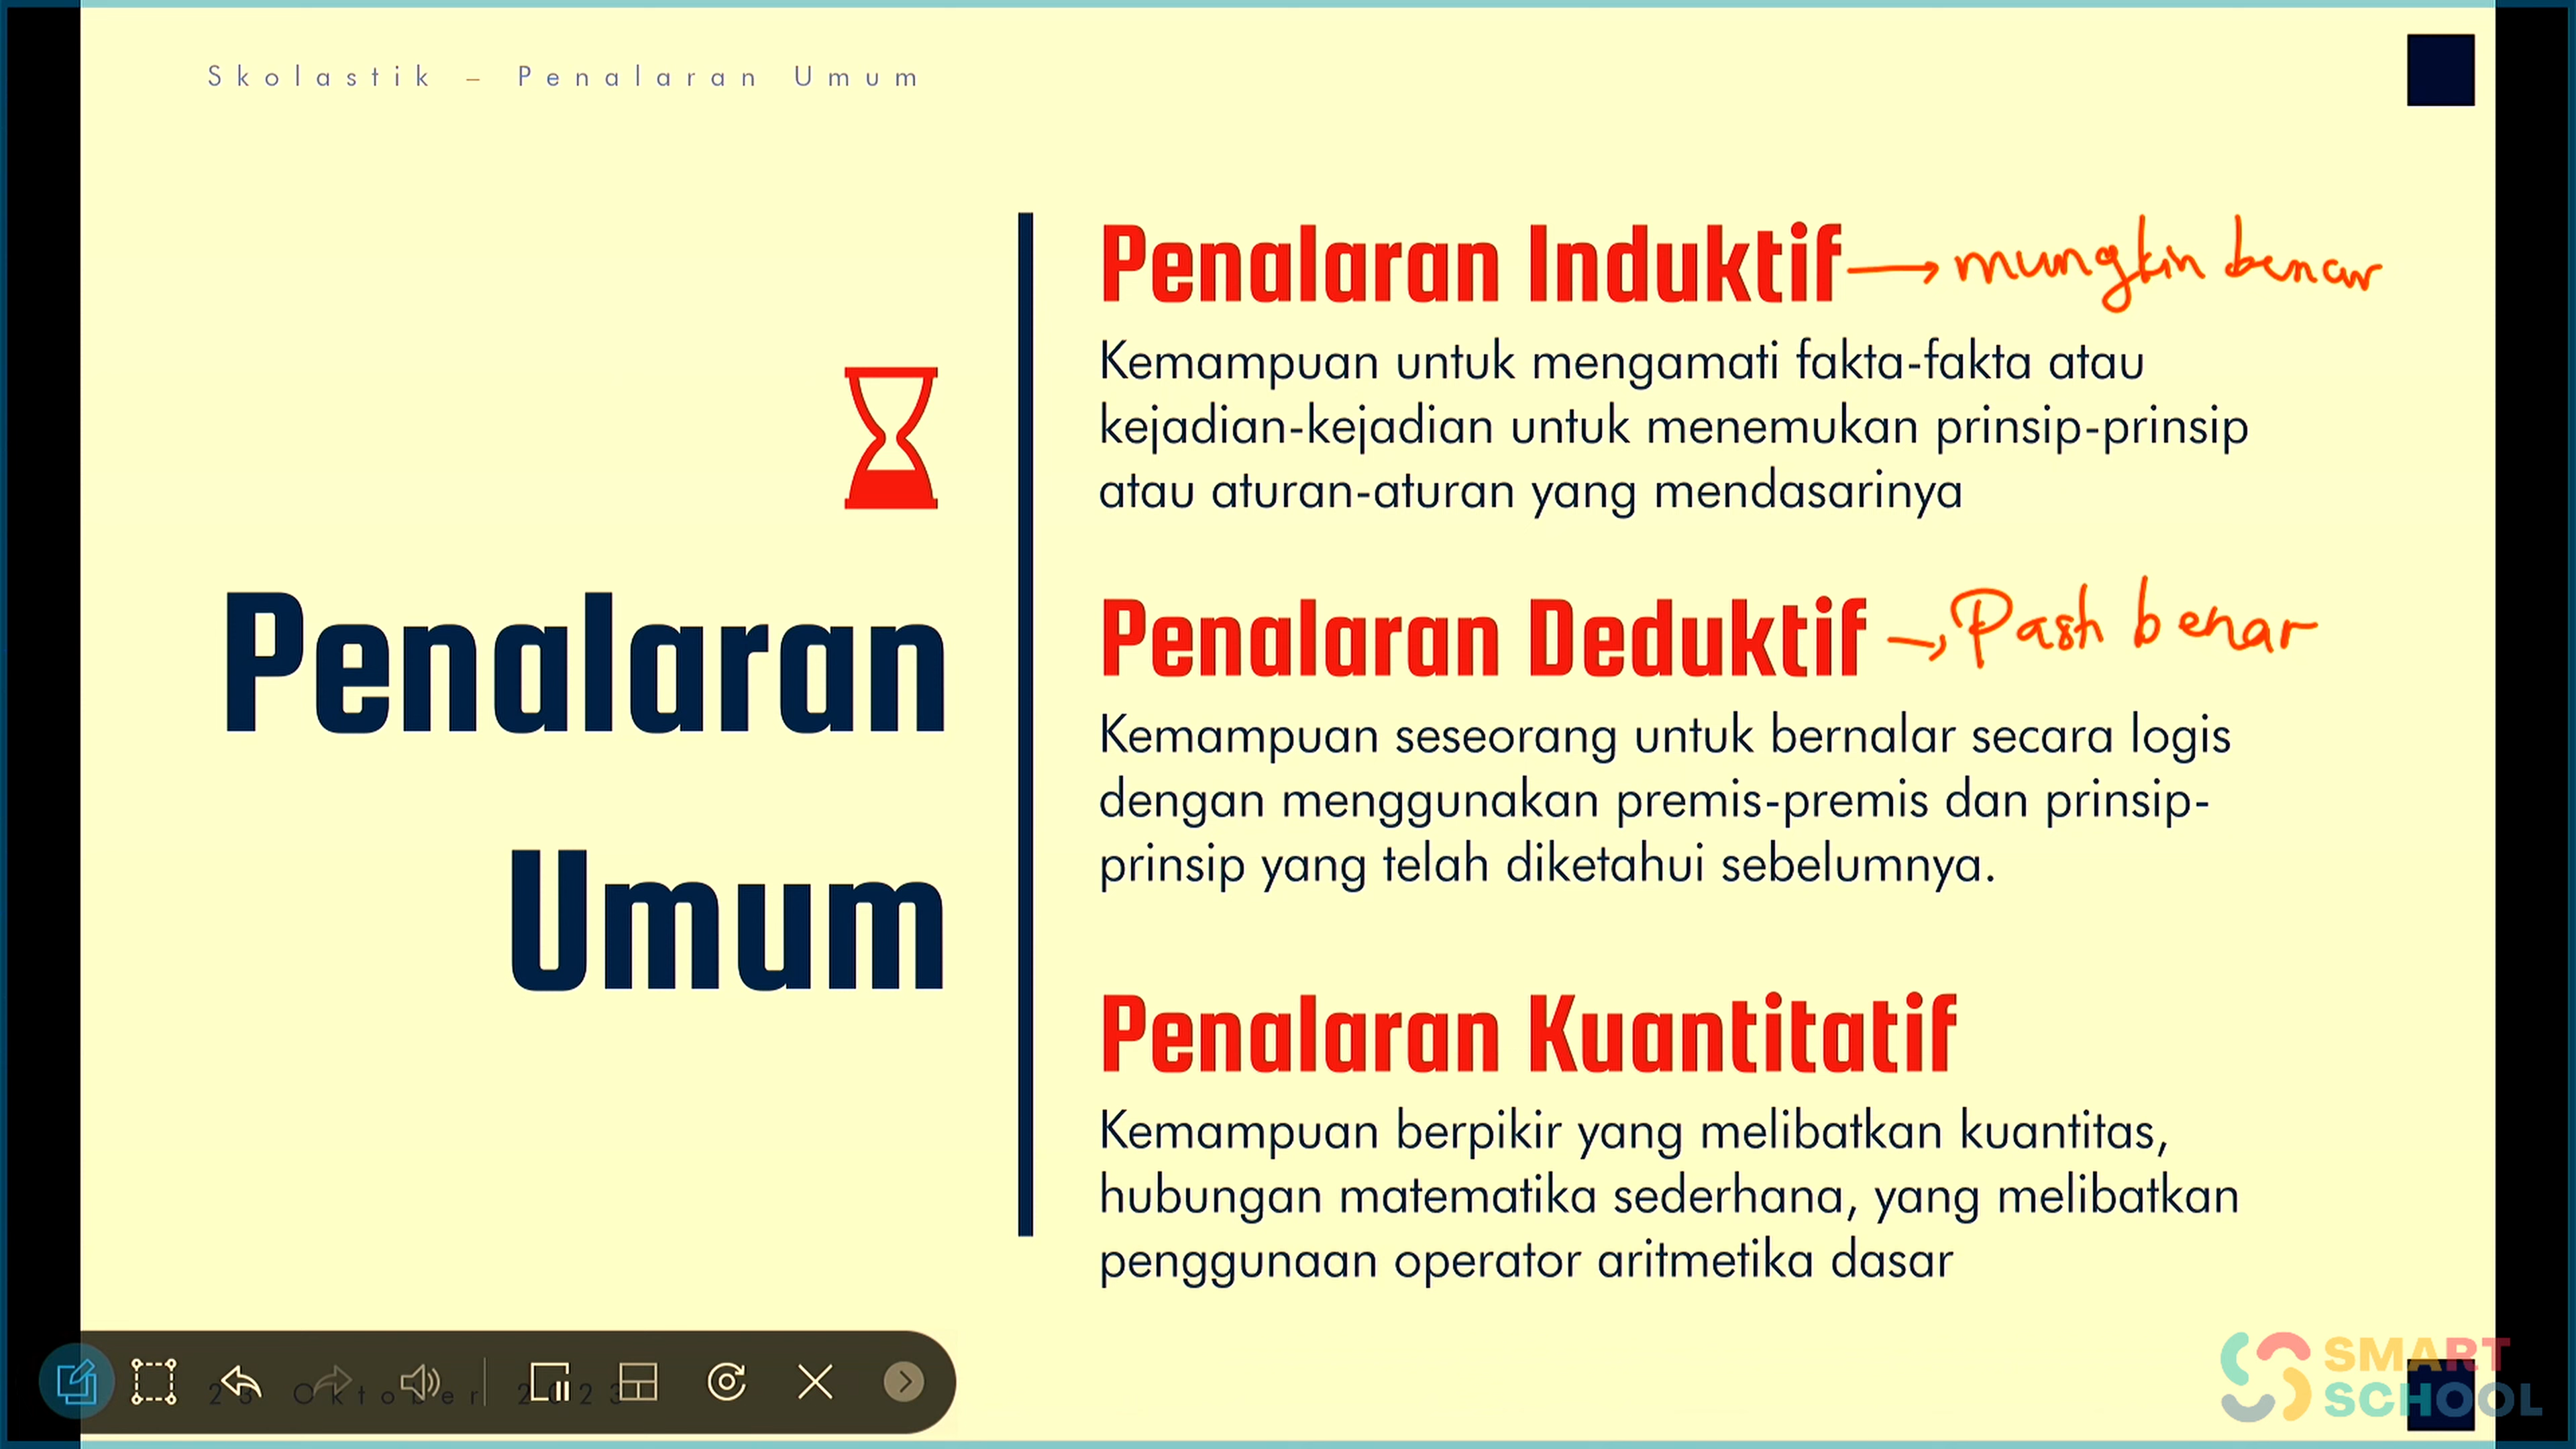 Skolastik – Penalaran Umum
Penalaran
Umum
Penalaran Induktif → mungkin benar
Kemampuan untuk mengamati fakta-fakta atau
kejadian-kejadian untuk menemukan prinsip-prinsip
atau aturan-aturan yang mendasarinya
Penalaran Deduktif → Pasti benar
Kemampuan seseorang untuk bernalar secara logis
dengan menggunakan premis-premis dan prinsip-
prinsip yang telah diketahui sebelumnya.
Penalaran Kuantitatif
Kemampuan berpikir yang melibatkan kuantitas,
hubungan matematika sederhana, yang melibatkan
penggunaan operator aritmetika dasar
Oktober 2023
SMART
SCHOOL